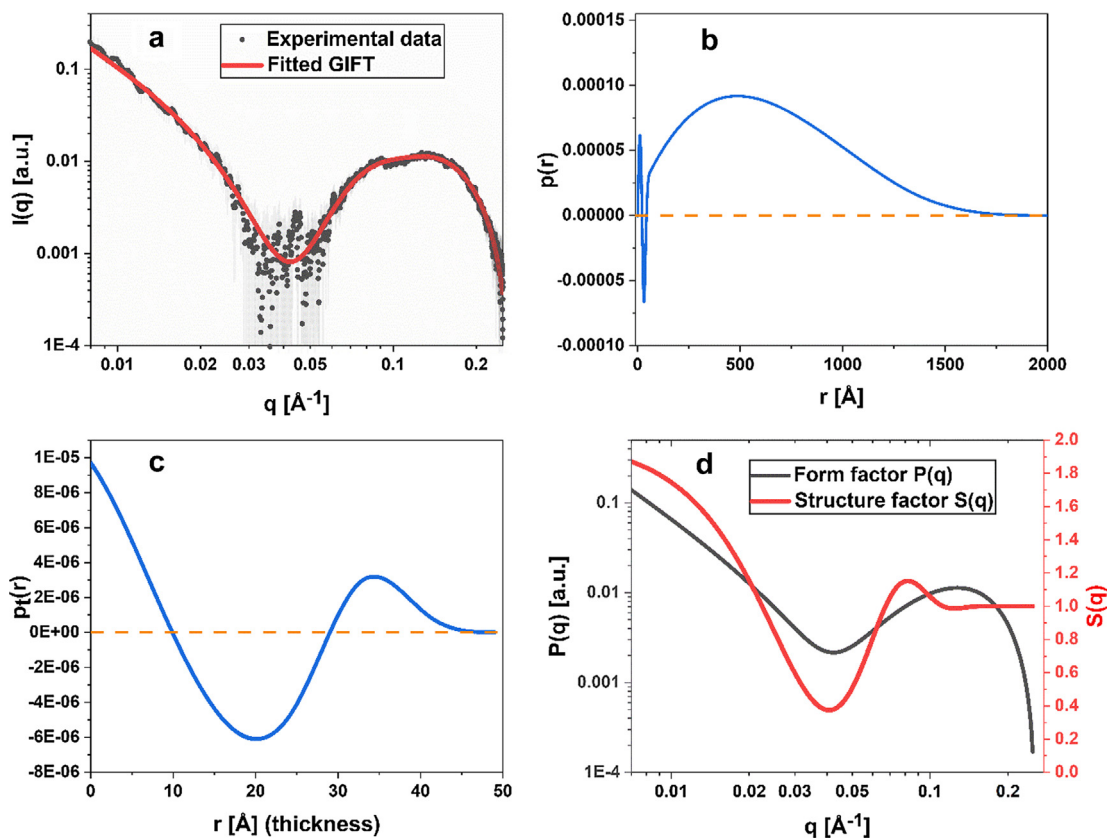 a
Experimental data
Fitted GIFT
I(q) [a.u.]
0.1
0.01
0.001
1E-4
0.01 0.02 0.03 0.05 0.1 0.2
q [Å⁻¹]
b
p(r)
0.00015
0.00010
0.00005
0.00000
-0.00005
-0.00010
0 500 1000 1500 2000
r [Å]
c
pt(r)
1E-05
8E-06
6E-06
4E-06
2E-06
0E+00
-2E-06
-4E-06
-6E-06
-8E-06
0 10 20 30 40 50
r [Å] (thickness)
d
Form factor P(q)
Structure factor S(q)
P(q) [a.u.]
0.1
0.01
0.001
1E-4
0.01 0.02 0.03 0.05 0.1 0.2
q [Å⁻¹]
2.0
1.8
1.6
1.4
1.2
1.0
0.8
0.6
0.4
0.2
0.0
S(q)